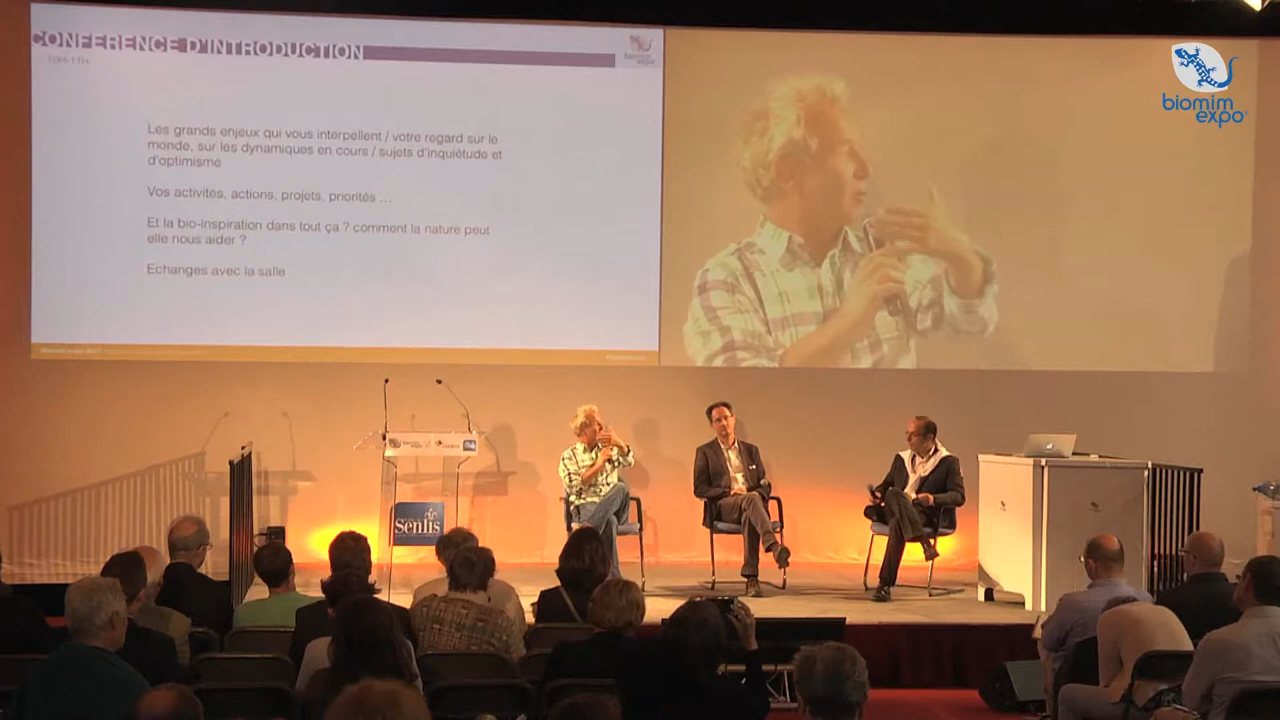 CONFERENCE D'INTRODUCTION
Les grands enjeux qui vous interpellent / votre regard sur le
monde, sur les dynamiques en cours / sujets d'inquiétude et
d'optimisme
Vos activités, actions, projets, priorités ...
Et la bio-inspiration dans tout ça ? comment la nature peut
elle nous aider ?
Echanges avec la salle
biomim
expo
biomim
expo
Senlis